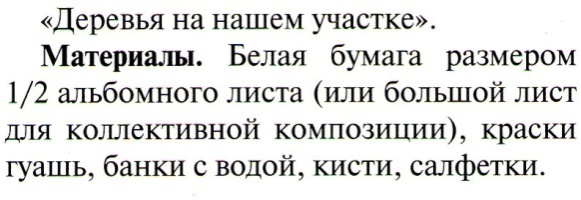 «Деревья на нашем участке».
Материалы. Белая бумага размером
1/2 альбомного листа (или большой лист
для коллективной композиции), краски
гуашь, банки с водой, кисти, салфетки.